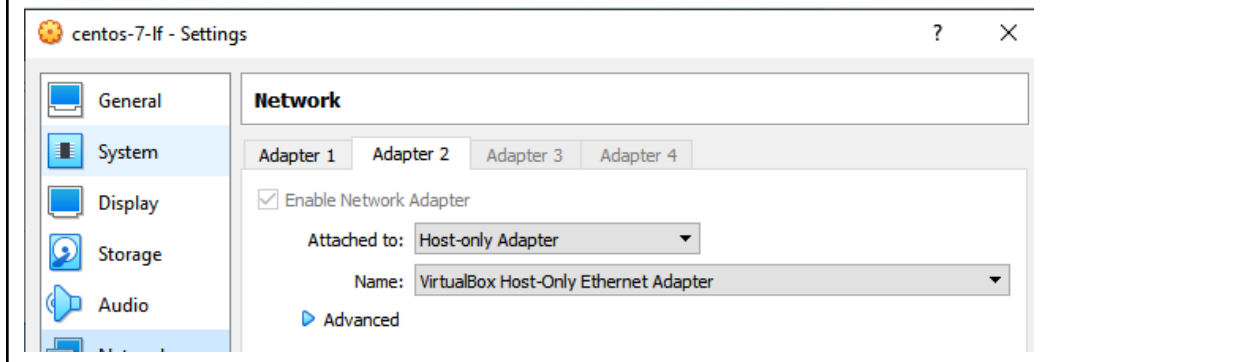 centos-7-lf - Settings ? ×
General
System
Display
Storage
Audio
Network
Adapter 1 Adapter 2 Adapter 3 Adapter 4
Enable Network Adapter
Attached to: Host-only Adapter
Name: VirtualBox Host-Only Ethernet Adapter
Advanced